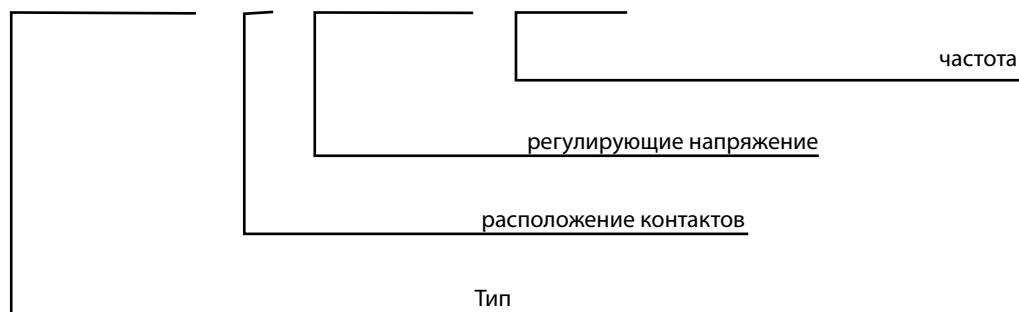 частота
регулирующие напряжение
расположение контактов
Тип